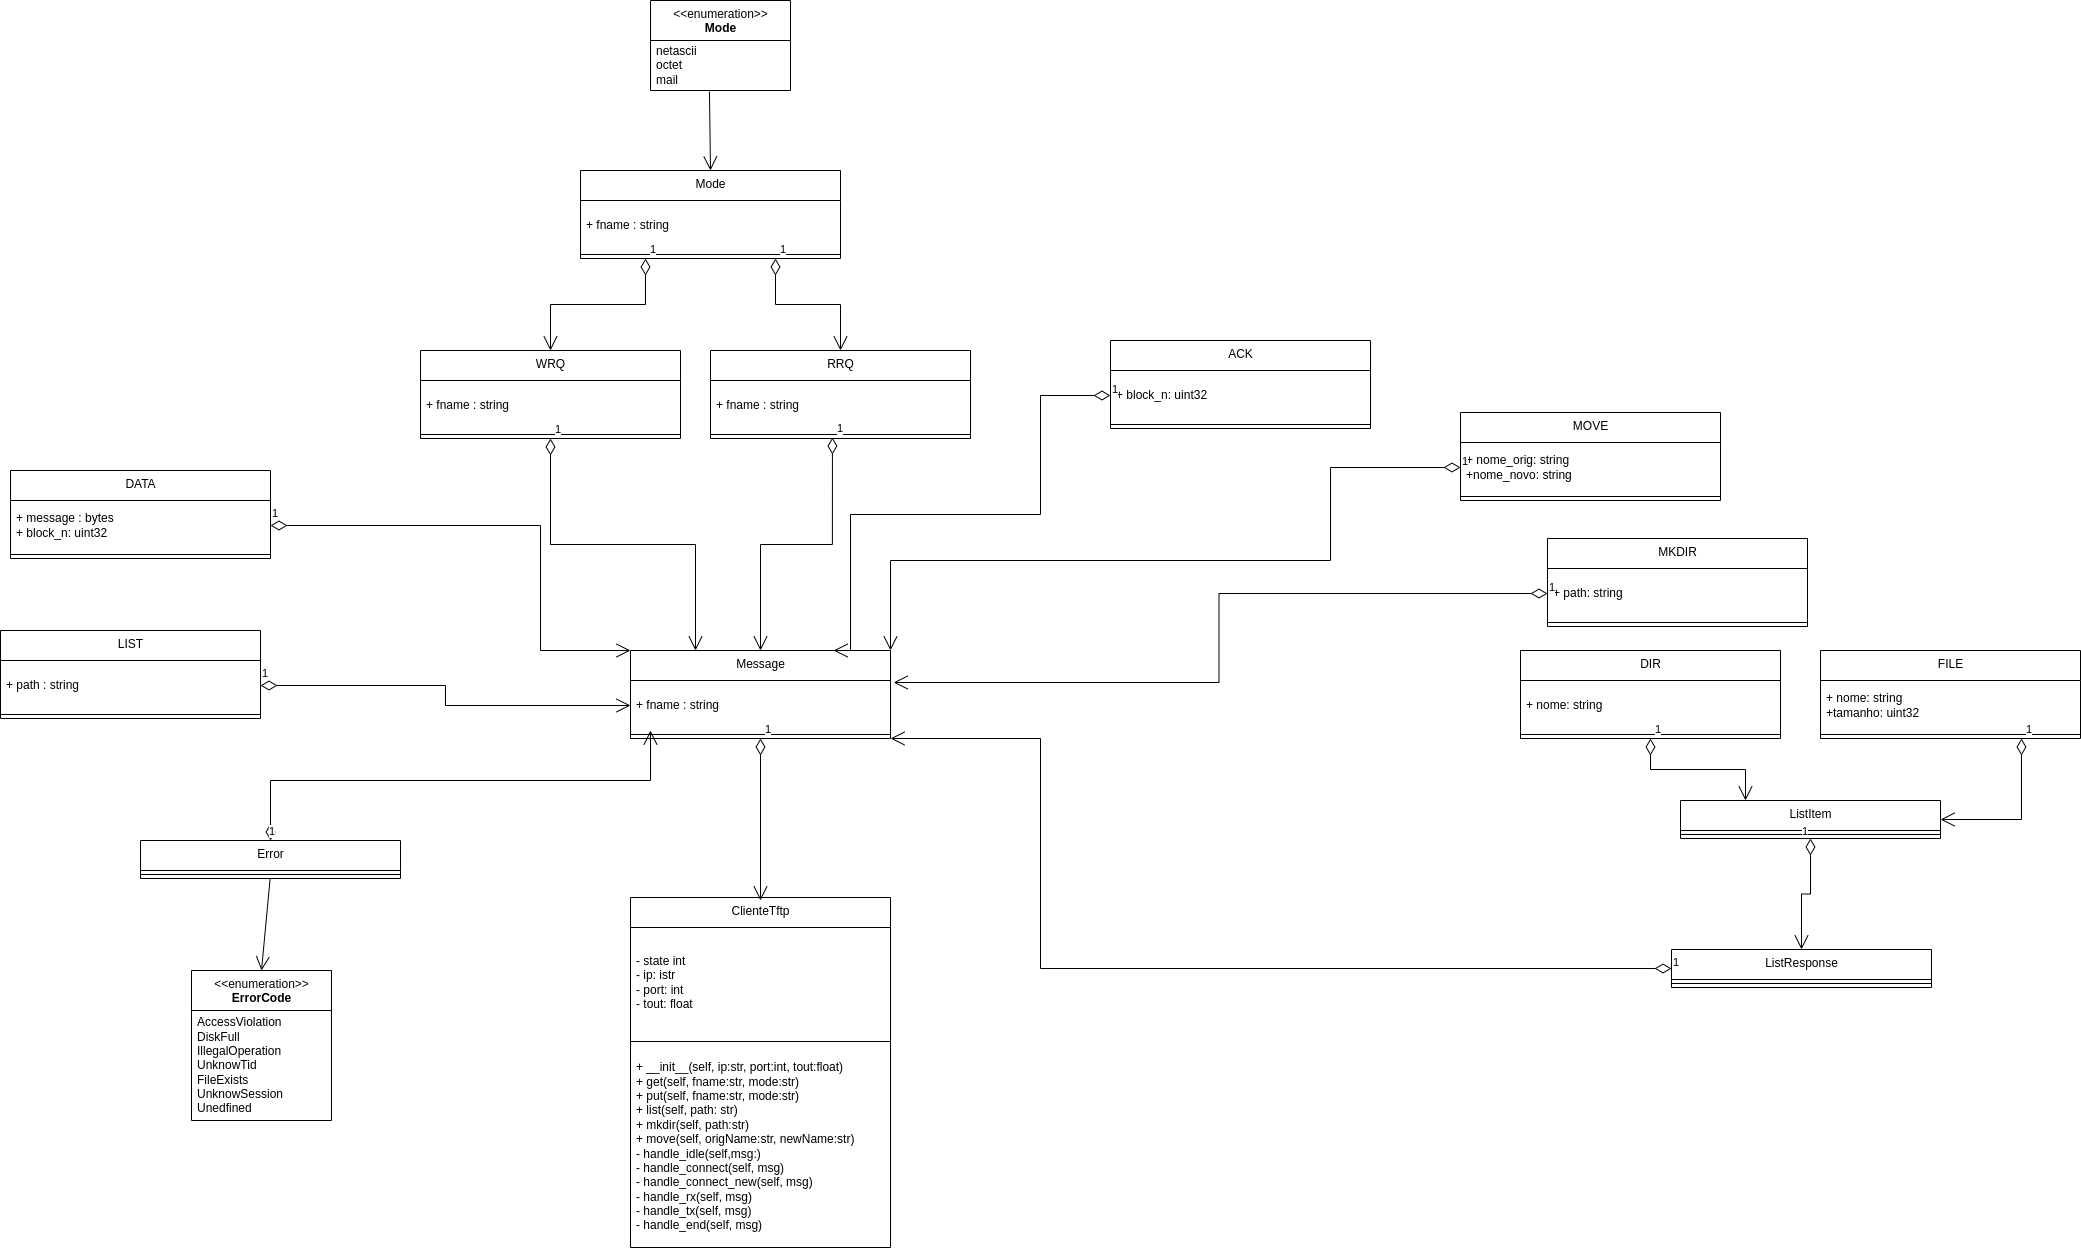 <<enumeration>>
Mode
netascii
octet
mail
Mode
+ fname : string
1
1
WRQ
+ fname : string
1
RRQ
+ fname : string
1
ACK
+ block_n: uint32
1
MOVE
+ nome_orig: string
+nome_novo: string
1
DATA
+ message : bytes
+ block_n: uint32
1
MKDIR
+ path: string
1
LIST
+ path : string
1
Message
+ fname : string
1
DIR
+ nome: string
1
FILE
+ nome: string
+tamanho: uint32
1
ListItem
1
Error
1
ClienteTftp
- state int
- ip: istr
- port: int
- tout: float
+ __init__(self, ip:str, port:int, tout:float)
+ get(self, fname:str, mode:str)
+ put(self, fname:str, mode:str)
+ list(self, path: str)
+ mkdir(self, path:str)
+ move(self, origName:str, newName:str)
- handle_idle(self,msg:)
- handle_connect(self, msg)
- handle_connect_new(self, msg)
- handle_rx(self, msg)
- handle_tx(self, msg)
- handle_end(self, msg)
ListResponse
1
<<enumeration>>
ErrorCode
AccessViolation
DiskFull
IllegalOperation
UnknowTid
FileExists
UnknowSession
Unedfined